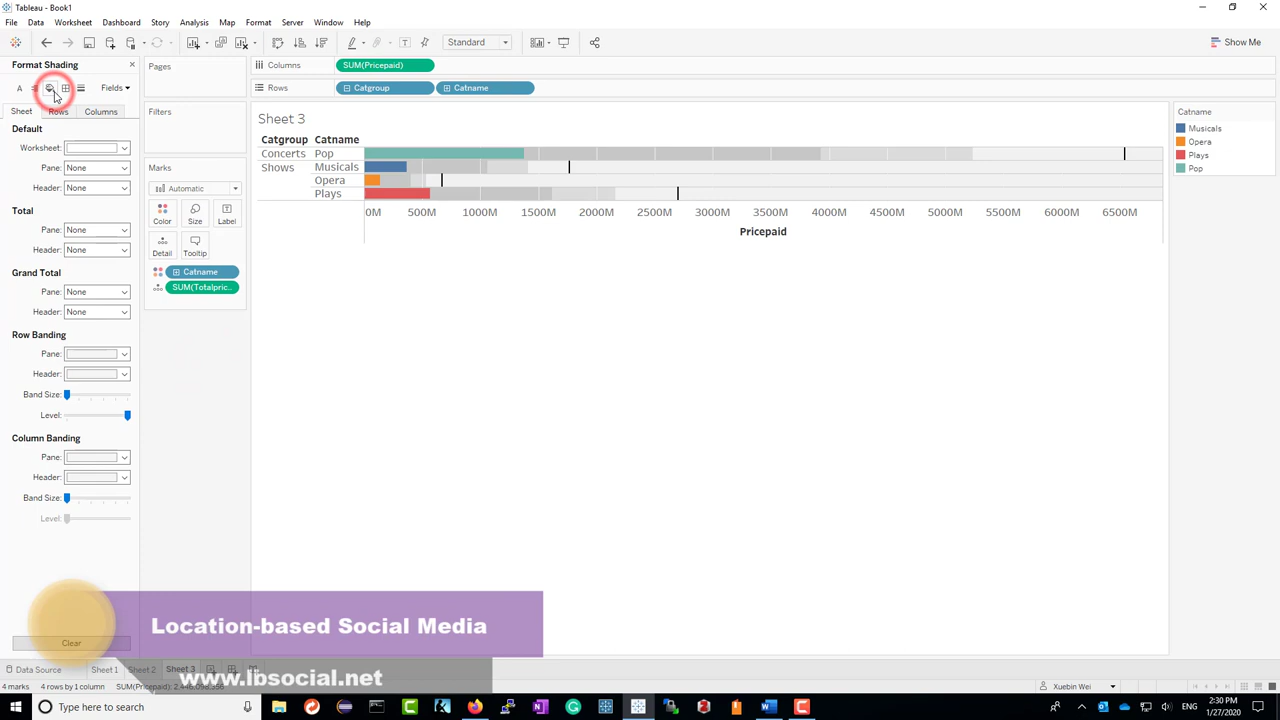 Tableau - Book1
File Data Worksheet Dashboard Story Analysis Map Format Server Window Help
Standard
Show Me
Format Shading
Fields
Sheet Rows Columns
Default
Worksheet:
Pane: None
Header: None
Total
Pane: None
Header: None
Grand Total
Pane: None
Header: None
Row Banding
Pane:
Header:
Band Size:
Level:
Column Banding
Pane:
Header:
Band Size:
Level:
Clear
Pages
Filters
Marks
Automatic
Color Size Label
Detail Tooltip
Catname
SUM(Totalpric..
Columns SUM(Pricepaid)
Rows Catgroup Catname
Sheet 3
Catgroup Catname
Concerts Pop
Shows Musicals
Opera
Plays
0M 500M 1000M 1500M 2000M 2500M 3000M 3500M 4000M 4500M 5000M 5500M 6000M 6500M
Pricepaid
Catname
Musicals
Opera
Plays
Pop
Location-based Social Media
www.lbsocial.net
Data Source Sheet 1 Sheet 2 Sheet 3
4 marks 4 rows by 1 column SUM(Pricepaid): 2,446,098,556
Xuebin Wei
Type here to search
ENG
2:30 PM
1/27/2020